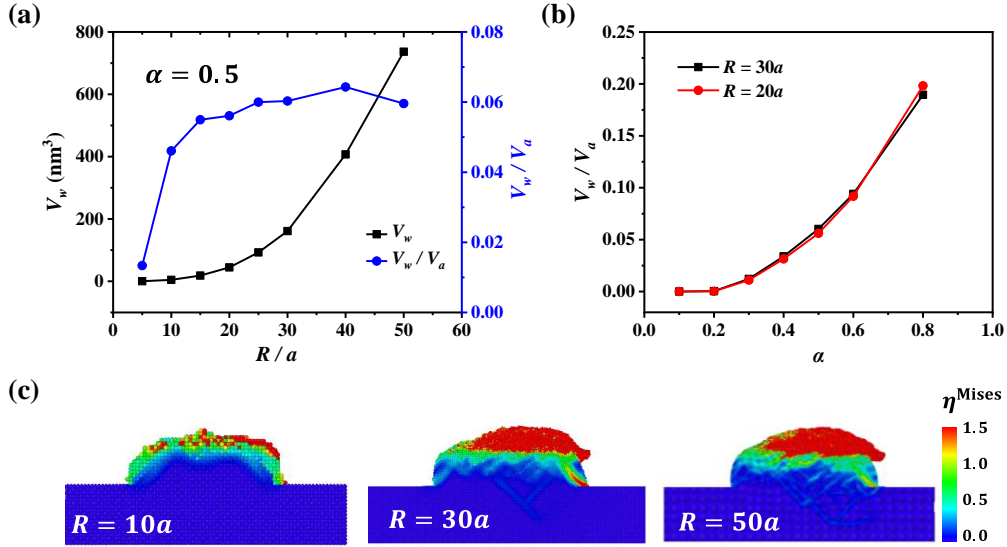 (a)
α = 0.5
V_w (nm³)
800
600
400
200
0
0.08
0.06
0.04
0.02
0.00
V_w / V_a
V_w
V_w / V_a
0 10 20 30 40 50 60
R / a
(b)
R = 30a
R = 20a
V_w / V_a
0.20
0.15
0.10
0.05
0.00
0.0 0.2 0.4 0.6 0.8 1.0
α
(c)
R = 10a
R = 30a
R = 50a
η^Mises
1.5
1.0
0.5
0.0